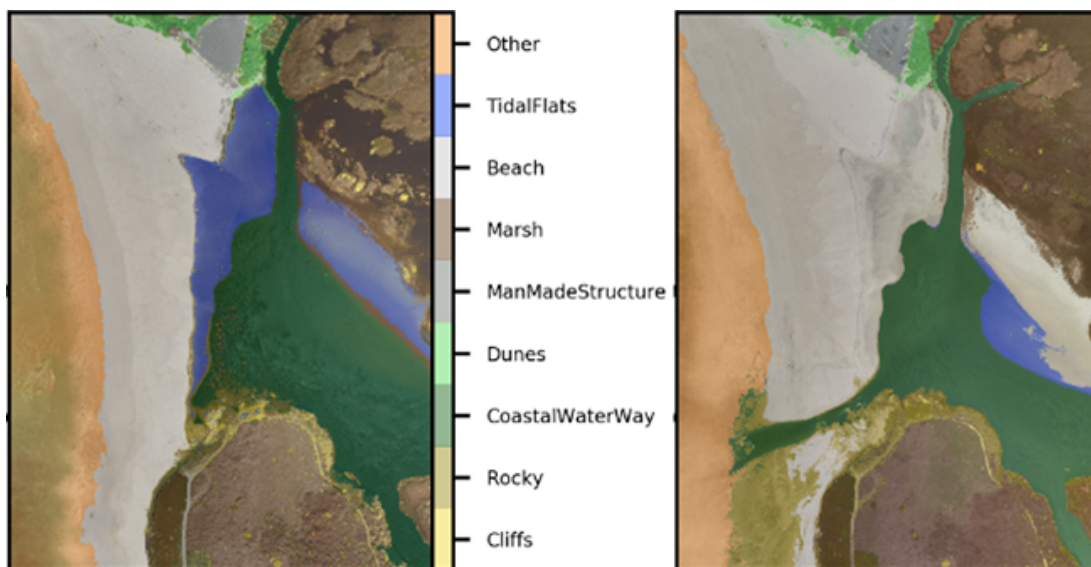 Other
TidalFlats
Beach
Marsh
ManMadeStructure
Dunes
CoastalWaterWay
Rocky
Cliffs